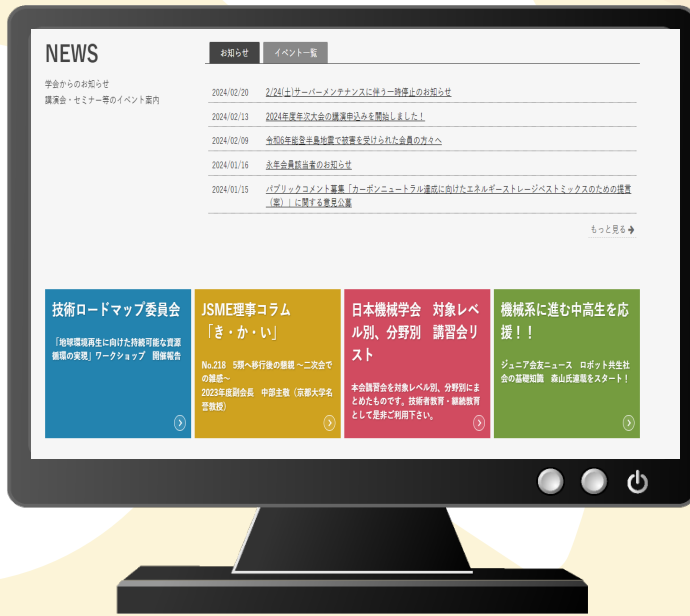 NEWS
学会からのお知らせ
講演会・セミナー等のイベント案内
お知らせ イベント一覧
2024/02/20 2/24(土)サーバーメンテナンスに伴う一時停止のお知らせ
2024/02/13 2024年度年次大会の講演申込みを開始しました！
2024/02/09 令和6年能登半島地震で被害を受けられた会員の方々へ
2024/01/16 永年会員該当者のお知らせ
2024/01/15 パブリックコメント募集「カーボンニュートラル達成に向けたエネルギーストレージベストミックスのための提言
（案）」に関する意見公募
もっと見る
技術ロードマップ委員会
「地球環境再生に向けた持続可能な資源
循環の実現」ワークショップ 開催報告
JSME理事コラム
「き・か・い」
No.218 5類へ移行後の懇親 ～二次会で
の雑感～
2023年度副会長 中部主敬（京都大学名
誉教授）
日本機械学会 対象レベ
ル別、分野別 講習会リ
スト
本会講習会を対象レベル別、分野別にま
とめたものです。技術者教育・継続教育
として是非ご利用下さい。
機械系に進む中高生を応
援！！
ジュニア会友ニュース ロボット共生社
会の基礎知識 森山氏連載をスタート！